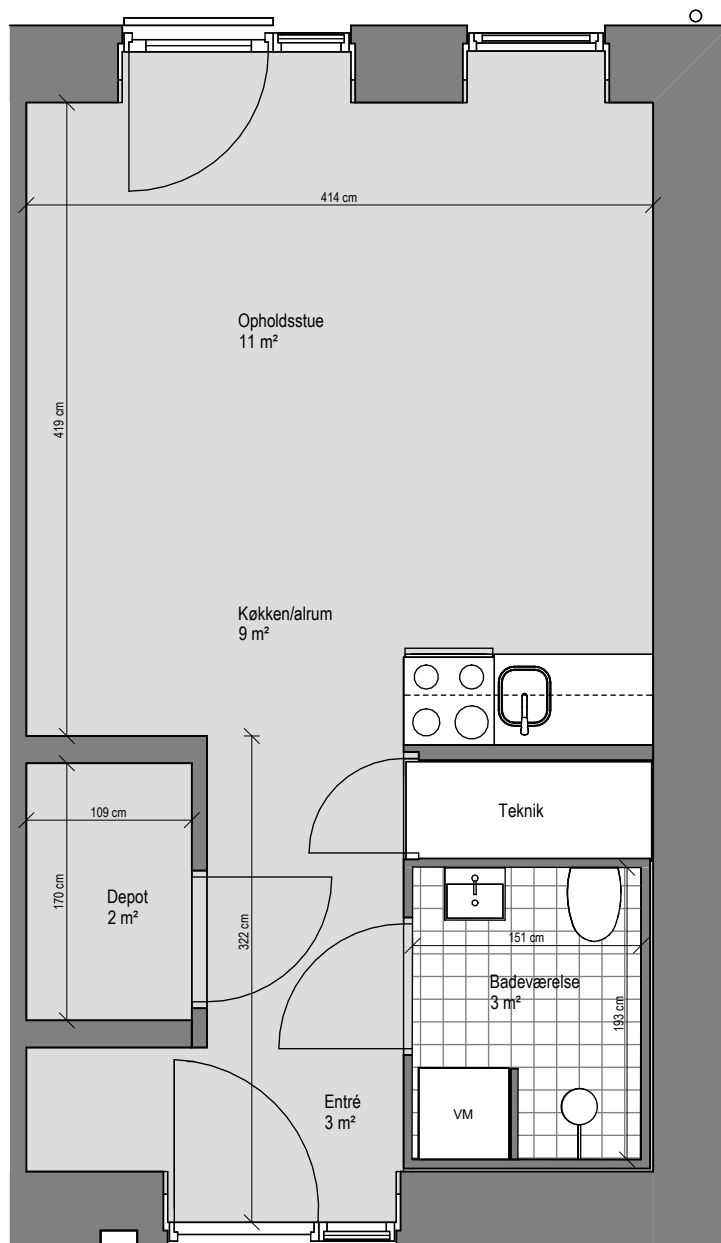 414 cm
Opholdsstue
11 m²
419 cm
Køkken/alrum
9 m²
Teknik
109 cm
170 cm
Depot
2 m²
322 cm
151 cm
Badeværelse
3 m²
193 cm
Entré
3 m²
VM